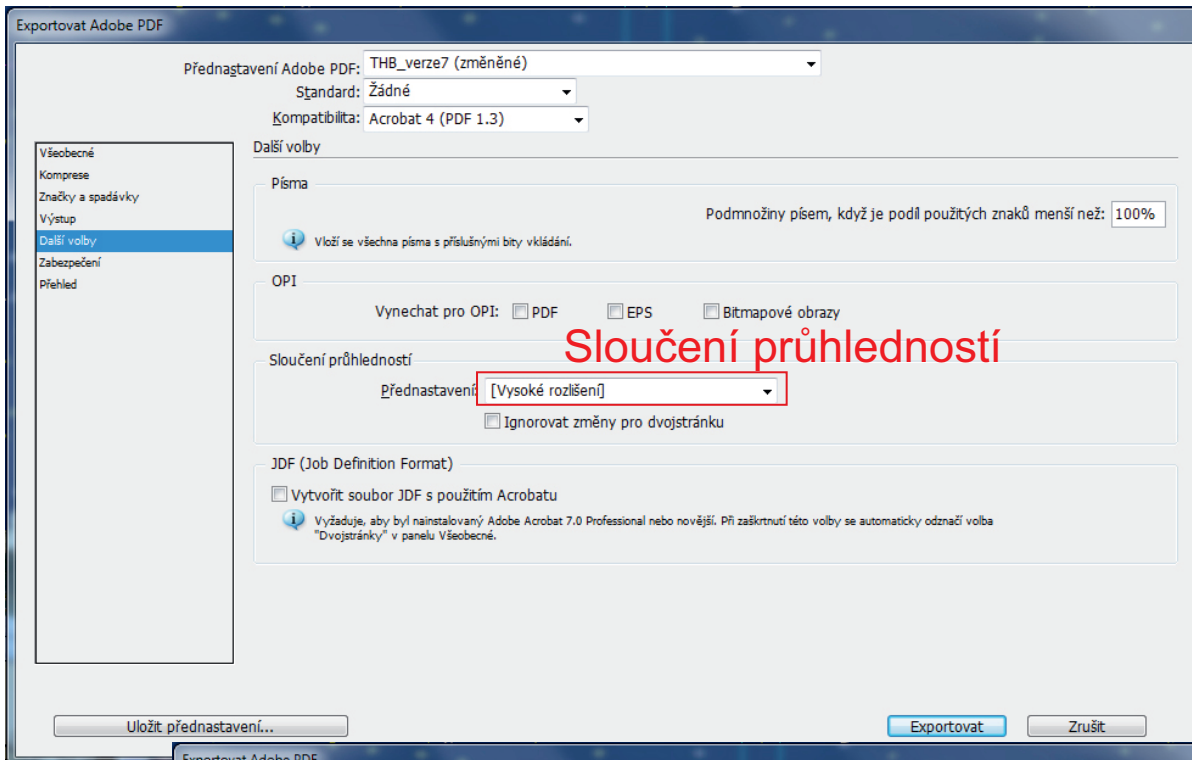 Exportovat Adobe PDF
Přednastavení Adobe PDF: THB_verze7 (změněné)
Standard: Žádné
Kompatibilita: Acrobat 4 (PDF 1.3)
Všeobecné
Komprese
Značky a spadávky
Výstup
Další volby
Zabezpečení
Přehled
Další volby
Písma
Podmnožiny písem, když je podíl použitých znaků menší než: 100%
Vloží se všechna písma s příslušnými bity vkládání.
OPI
Vynechat pro OPI: PDF EPS Bitmapové obrazy
Sloučení průhledností
Sloučení průhledností
Přednastavení: [Vysoké rozlišení]
Ignorovat změny pro dvojstránku
JDF (Job Definition Format)
Vytvořit soubor JDF s použitím Acrobatu
Vyžaduje, aby byl nainstalovaný Adobe Acrobat 7.0 Professional nebo novější. Při zaškrtnutí této volby se automaticky odznačí volba
"Dvojstránky" v panelu Všeobecné.
Uložit přednastavení... Exportovat Zrušit
Exportovat Adobe PDF